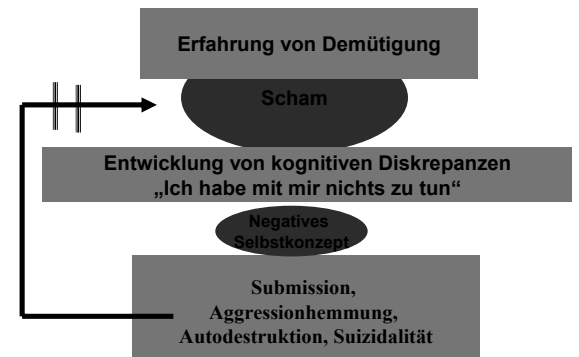 Erfahrung von Demütigung
Scham
Entwicklung von kognitiven Diskrepanzen
„Ich habe mit mir nichts zu tun“
Negatives
Selbstkonzept
Submission,
Aggressionhemmung,
Autodestruktion, Suizidalität